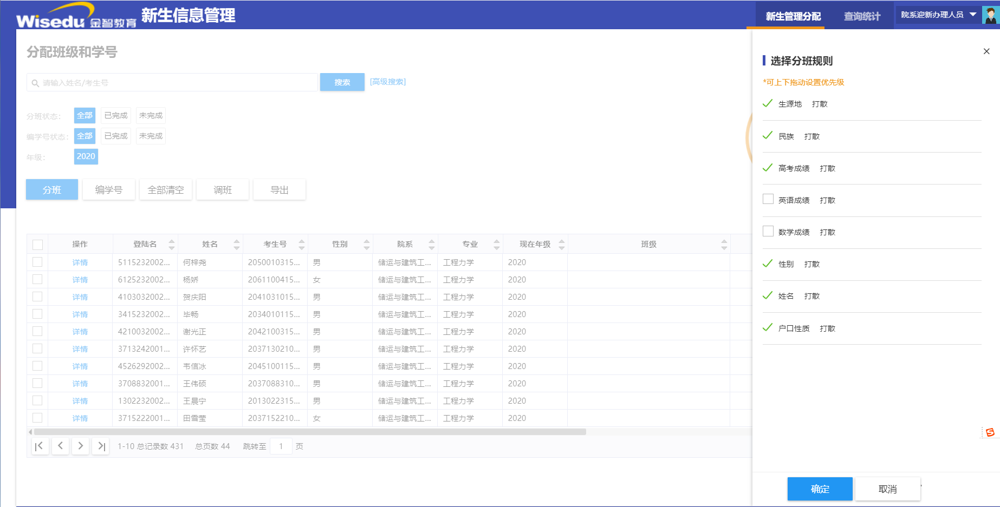 Wisedu 金智教育 新生信息管理 新生管理分配 查询统计 院系迎新办理人员
分配班级和学号
请输入姓名/考生号 搜索 [高级搜索]
分班状态: 全部 已完成 未完成
编学号状态: 全部 已完成 未完成
年级: 2020
分班 编学号 全部清空 调班 导出
操作 登陆名 姓名 考生号 性别 院系 专业 现在年级 班级
详情 5115232002... 何梓尧 2050010315... 男 储运与建筑工... 工程力学 2020
详情 6125232002... 杨娇 2061100415... 女 储运与建筑工... 工程力学 2020
详情 4103032002... 贺庆阳 2041031015... 男 储运与建筑工... 工程力学 2020
详情 3415232002... 毕畅 2034010115... 男 储运与建筑工... 工程力学 2020
详情 4210032002... 谢光正 2042100315... 男 储运与建筑工... 工程力学 2020
详情 3713242001... 许怀艺 2037130210... 男 储运与建筑工... 工程力学 2020
详情 4526292002... 韦信冰 2045100115... 男 储运与建筑工... 工程力学 2020
详情 3708832001... 王伟硕 2037088310... 男 储运与建筑工... 工程力学 2020
详情 1302232002... 王晨宁 2013022315... 男 储运与建筑工... 工程力学 2020
详情 3715222001... 田雪莹 2037152210... 女 储运与建筑工... 工程力学 2020
1-10 总记录数 431 总页数 44 跳转至 1 页
选择分班规则
*可上下拖动设置优先级
生源地 打散
民族 打散
高考成绩 打散
英语成绩 打散
数学成绩 打散
性别 打散
姓名 打散
户口性质 打散
确定 取消